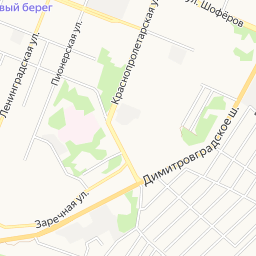 вый берег
ул. Шофёров
Ленинградская ул.
Пионерская ул.
Краснопролетарская ул.
Димитровградское ш.
Заречная ул.